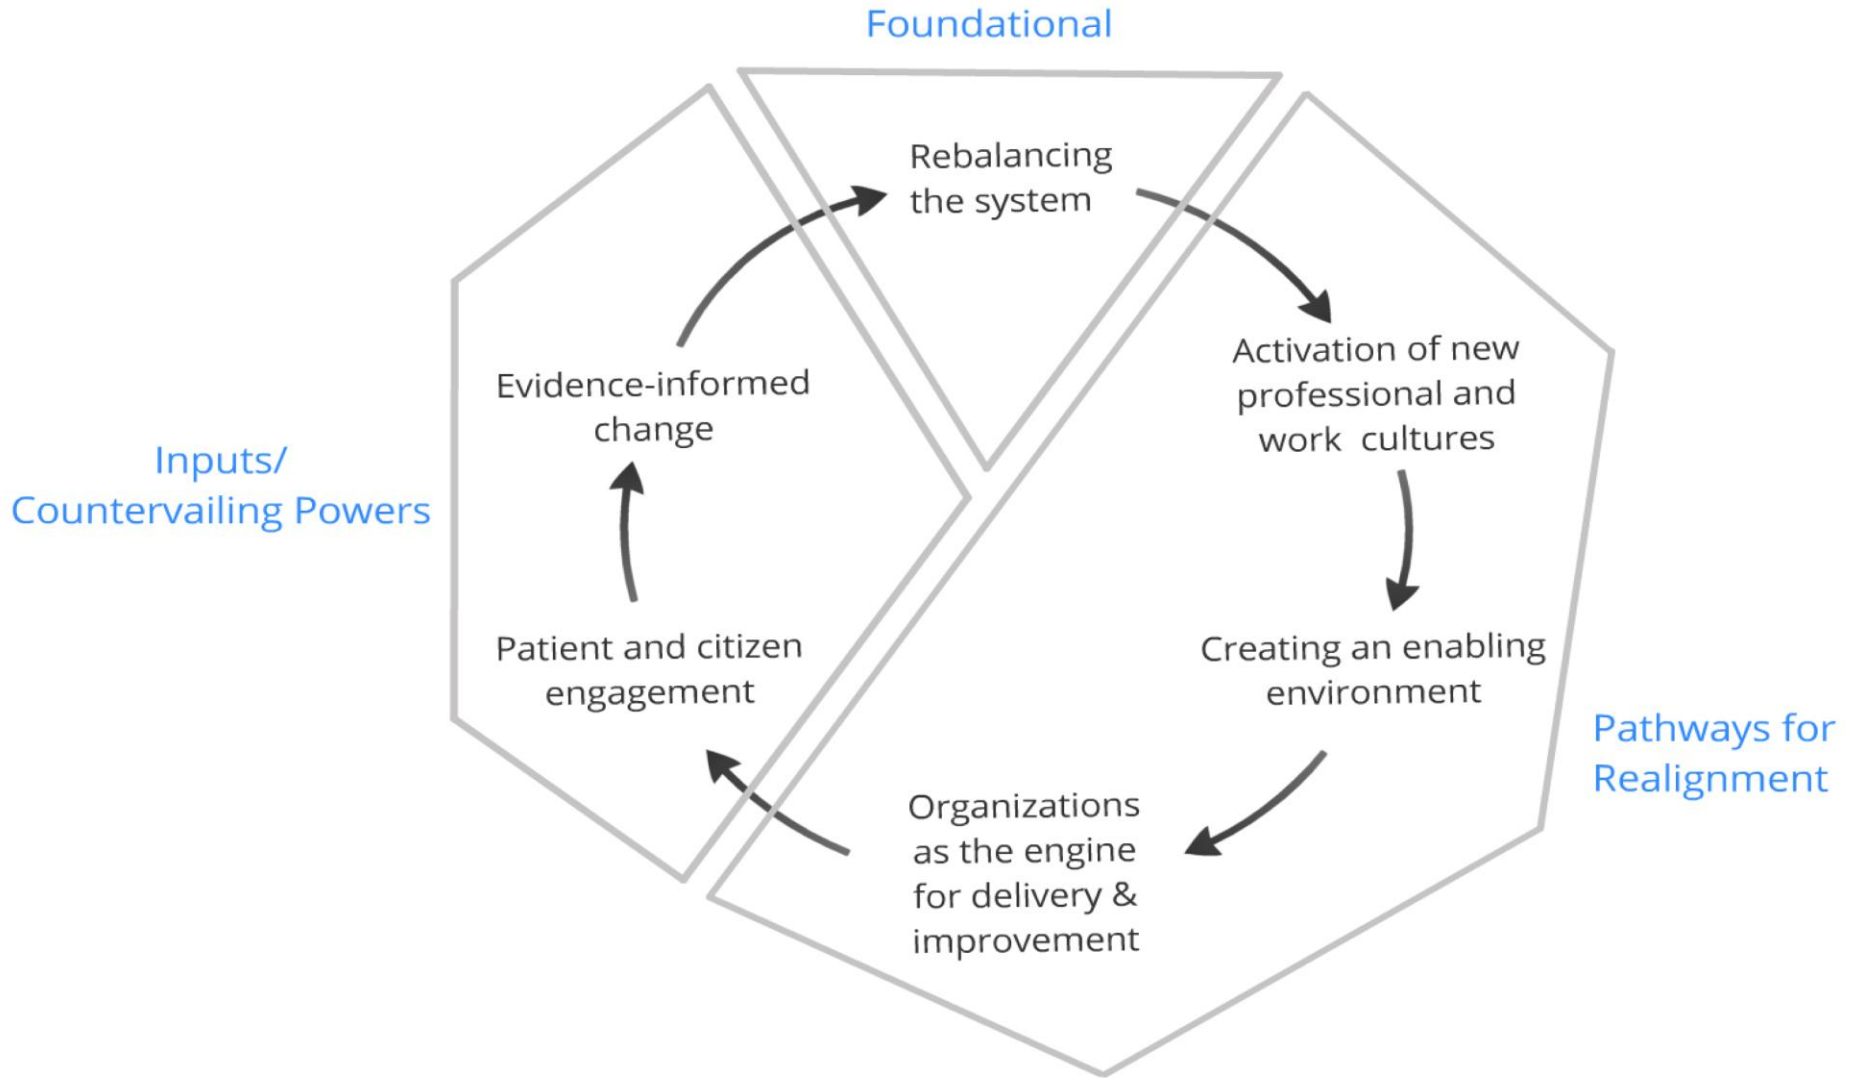 Foundational
Rebalancing
the system
Activation of new
professional and
work cultures
Creating an enabling
environment
Pathways for
Realignment
Organizations
as the engine
for delivery &
improvement
Patient and citizen
engagement
Evidence-informed
change
Inputs/
Countervailing Powers